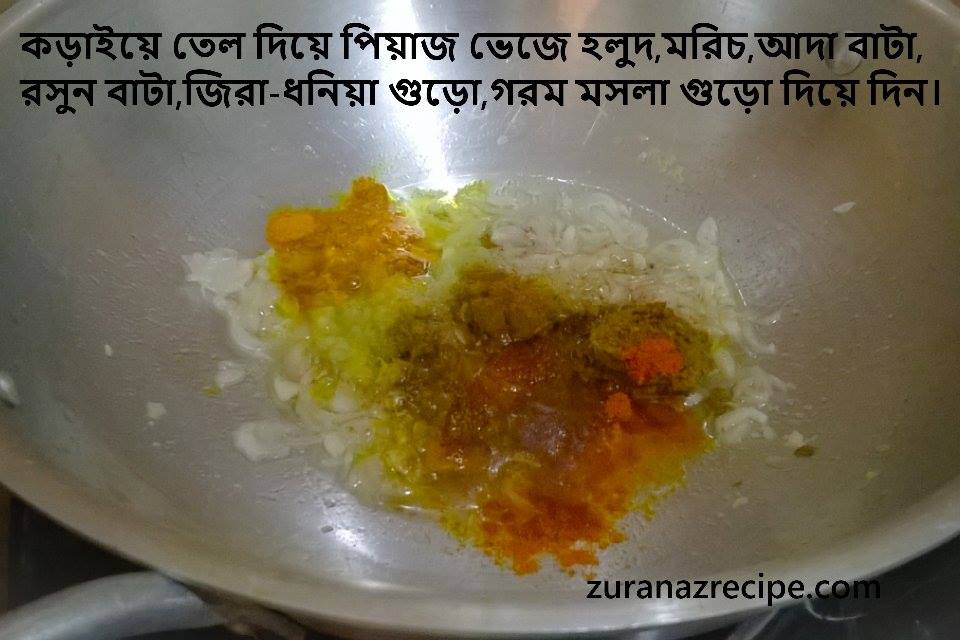 কড়াইয়ে তেল দিয়ে পিয়াজ ভেজে হলুদ,মরিচ,আদা বাটা,
রসুন বাটা,জিরা-ধনিয়া গুড়ো,গরম মসলা গুড়ো দিয়ে দিন।
zuranazrecipe.com